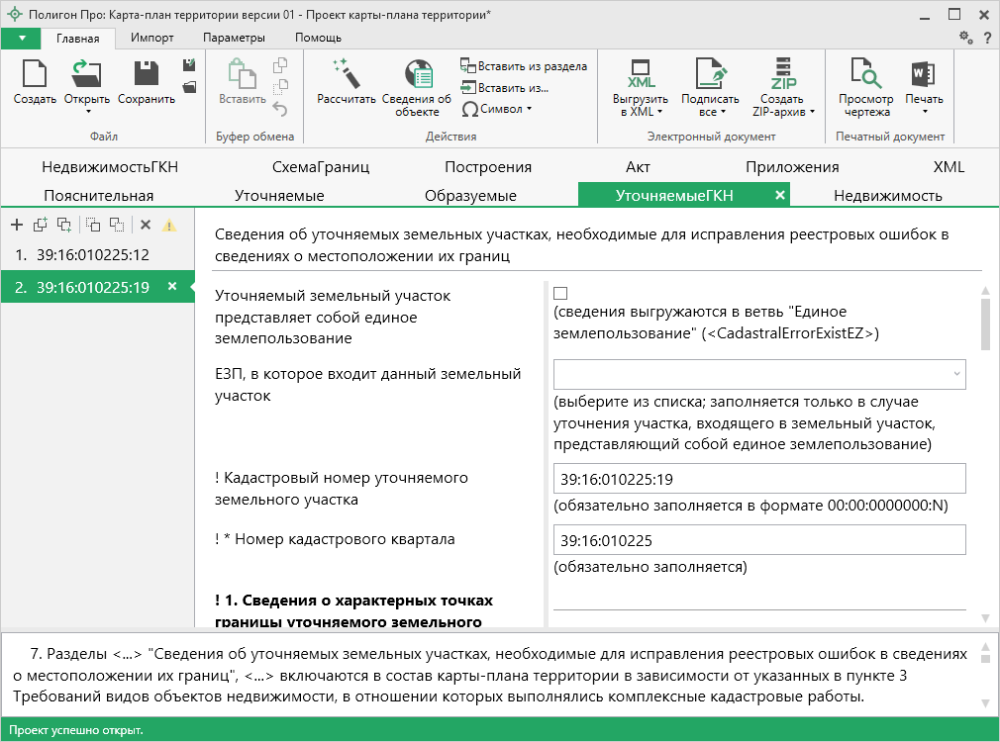 Полигон Про: Карта-план территории версии 01 - Проект карты-плана территории*
Главная Импорт Параметры Помощь
?
Создать Открыть Сохранить
Файл
Вставить
Буфер обмена
Рассчитать Сведения об объекте
Вставить из раздела
Вставить из...
Символ
Действия
XML
Выгрузить
в XML
Подписать
все
ZIP
Создать
ZIP-архив
Электронный документ
Просмотр
чертежа
Печать
Печатный документ
НедвижимостьГКН СхемаГраниц Построения Акт Приложения XML
Пояснительная Уточняемые Образуемые УточняемыеГКН Недвижимость
1. 39:16:010225:12
2. 39:16:010225:19
Сведения об уточняемых земельных участках, необходимые для исправления реестровых ошибок в
сведениях о местоположении их границ
Уточняемый земельный участок
представляет собой единое
землепользование
(сведения выгружаются в ветвь "Единое
землепользование" (<CadastralErrorExistEZ>)
ЕЗП, в которое входит данный земельный
участок
(выберите из списка; заполняется только в случае
уточнения участка, входящего в земельный участок,
представляющий собой единое землепользование)
! Кадастровый номер уточняемого
земельного участка
39:16:010225:19
(обязательно заполняется в формате 00:00:0000000:N)
! * Номер кадастрового квартала
39:16:010225
(обязательно заполняется)
! 1. Сведения о характерных точках
границы уточняемого земельного
7. Разделы <...> "Сведения об уточняемых земельных участках, необходимые для исправления реестровых ошибок в сведениях
о местоположении их границ", <...> включаются в состав карты-плана территории в зависимости от указанных в пункте 3
Требований видов объектов недвижимости, в отношении которых выполнялись комплексные кадастровые работы.
Проект успешно открыт.